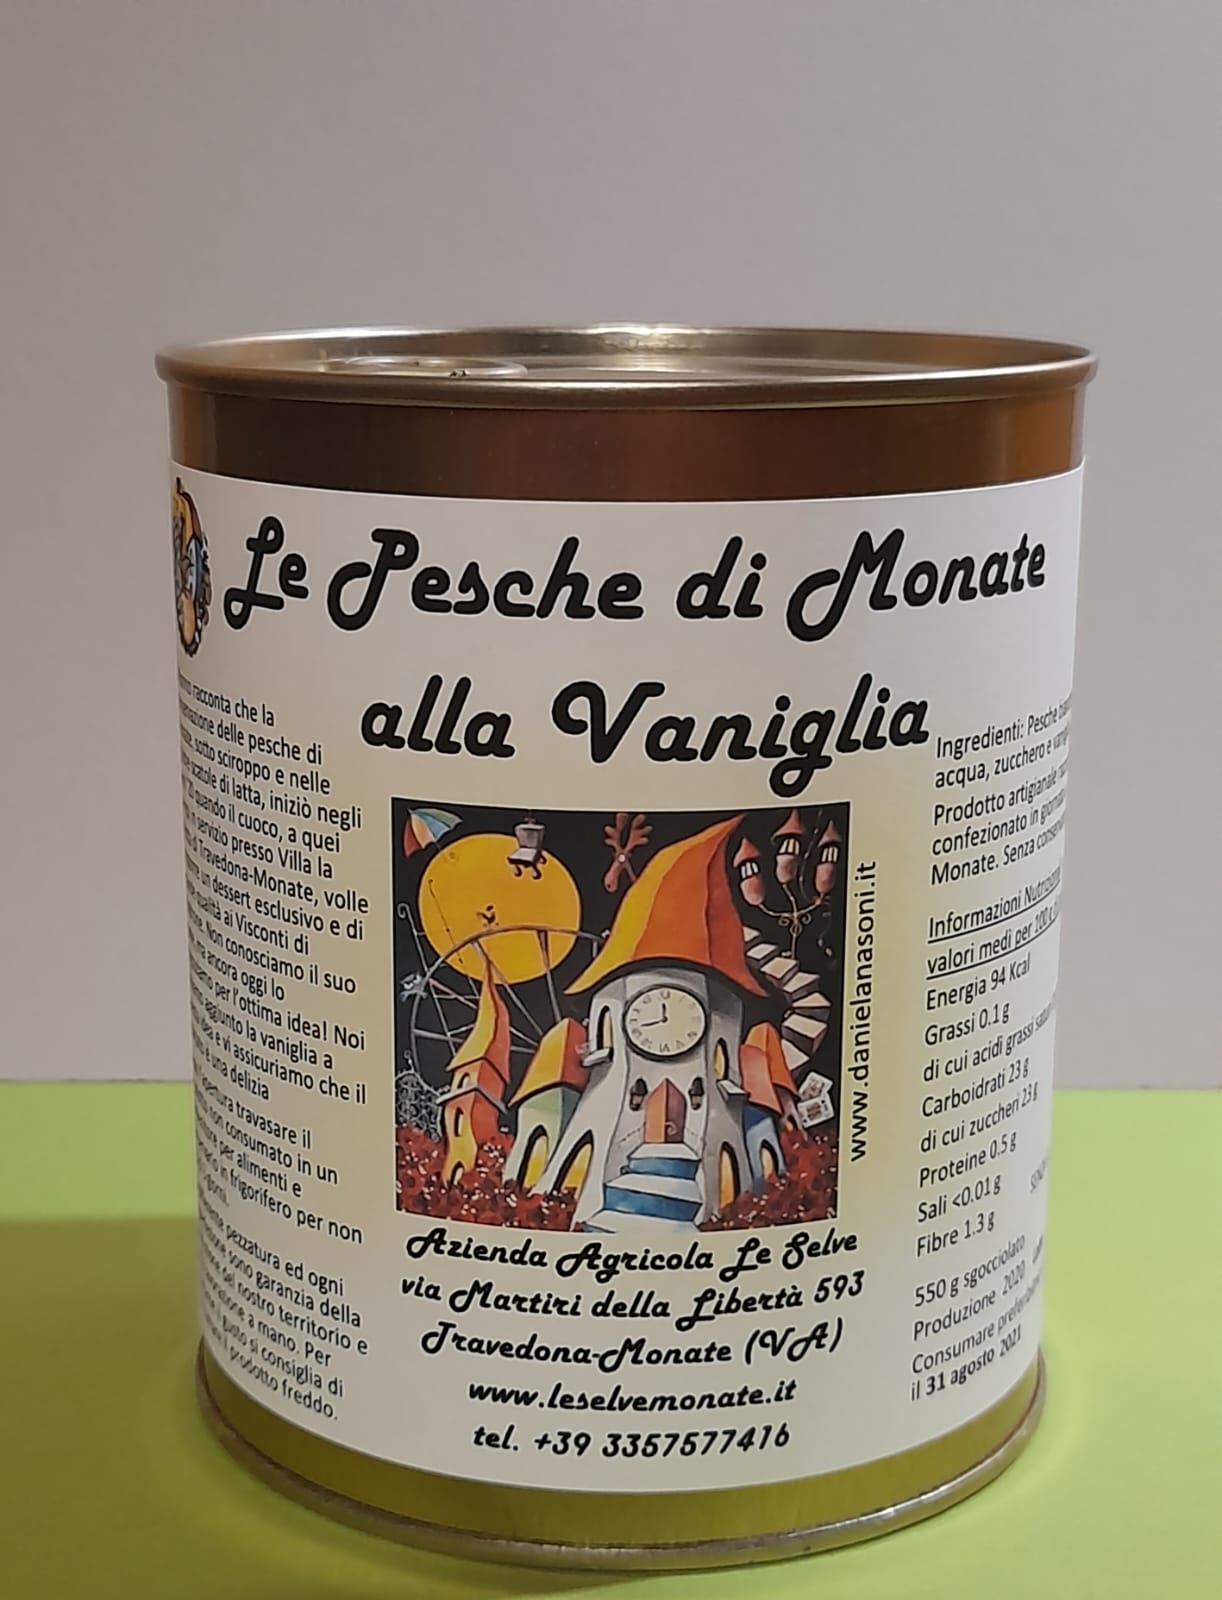 Le Pesche di Monate
alla Vaniglia
racconta che la
delle pesche di
sotto sciroppo e nelle
scatole di latta, iniziò negli
quando il cuoco, a quei
in servizio presso Villa la
di Travedona-Monate, volle
un dessert esclusivo e di
qualità ai Visconti di
Non conosciamo il suo
ma ancora oggi lo
per l'ottima idea! Noi
aggiunto la vaniglia a
idea e vi assicuriamo che il
è una delizia
apertura travasare il
non consumato in un
per alimenti e
in frigorifero per non
giorni.
pezzatura ed ogni
sono garanzia della
del nostro territorio e
a mano. Per
gusto si consiglia di
il prodotto freddo.
www.danielanasoni.it
Azienda Agricola Le Selve
via Martiri della Libertà 593
Travedona-Monate (VA)
www.leselvemonate.it
tel. +39 3357577416
Ingredienti: Pesche
acqua, zucchero e
Prodotto artigianale
confezionato in
Monate. Senza
Informazioni
valori medi per 100
Energia 94 Kcal
Grassi 0.1 g
di cui acidi grassi
Carboidrati 23 g
di cui zuccheri 23 g
Proteine 0.5 g
Sali <0.01 g
Fibre 1.3 g
550 g sgocciolato
Produzione 2020
Consumare
il 31 agosto 2021